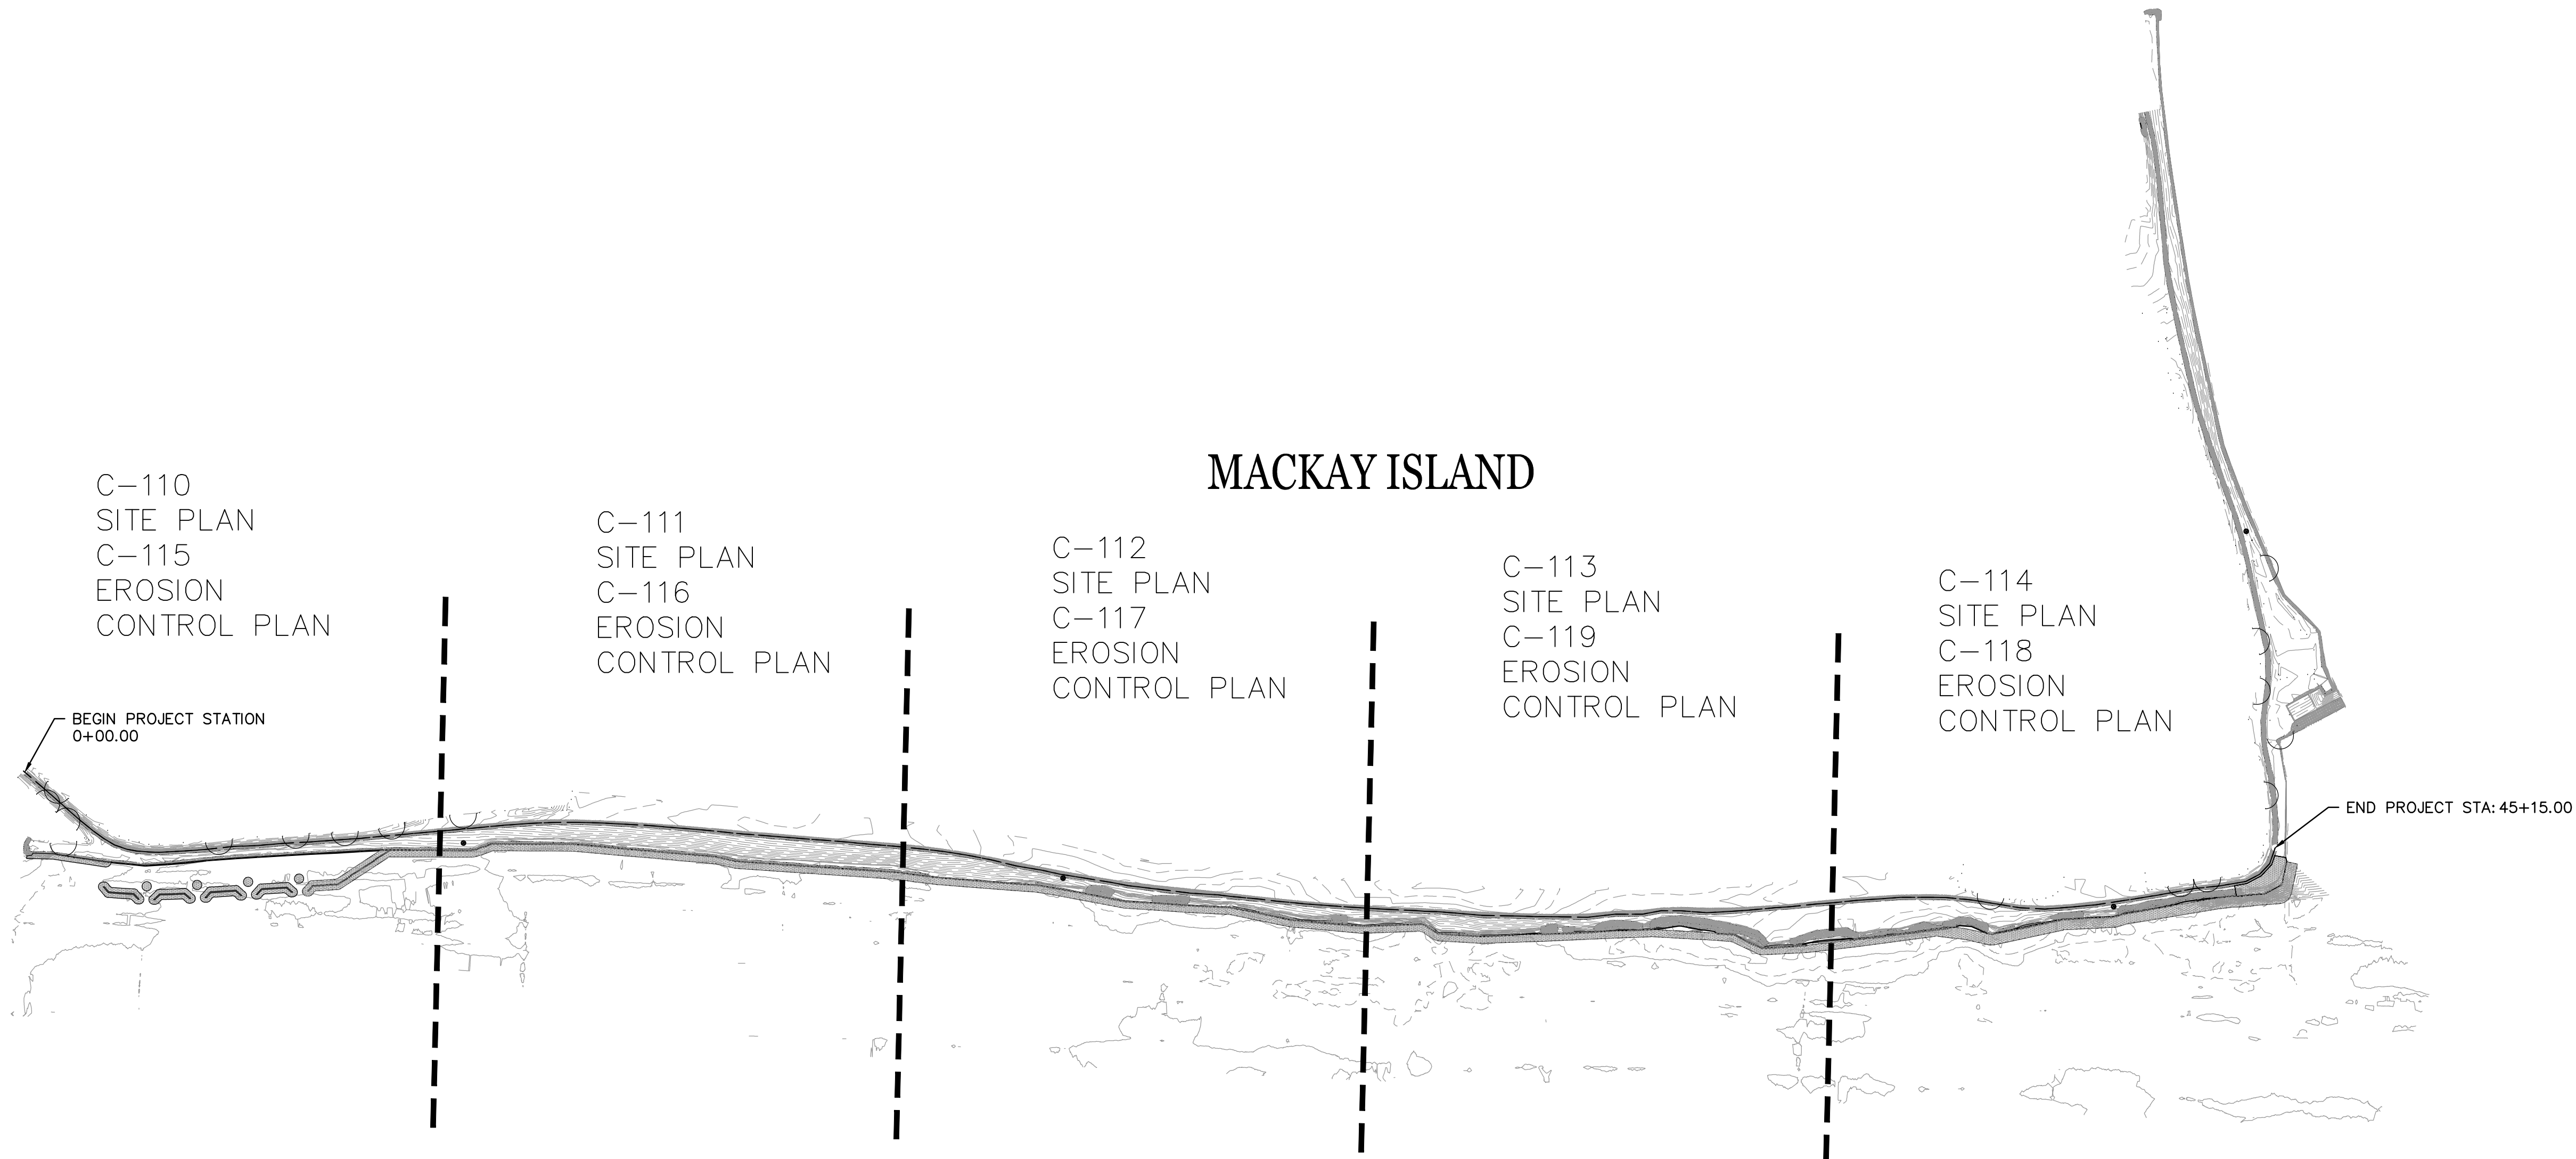 MACKAY ISLAND
C-110
SITE PLAN
C-115
EROSION
CONTROL PLAN
C-111
SITE PLAN
C-116
EROSION
CONTROL PLAN
C-112
SITE PLAN
C-117
EROSION
CONTROL PLAN
C-113
SITE PLAN
C-119
EROSION
CONTROL PLAN
C-114
SITE PLAN
C-118
EROSION
CONTROL PLAN
BEGIN PROJECT STATION
0+00.00
END PROJECT STA: 45+15.00